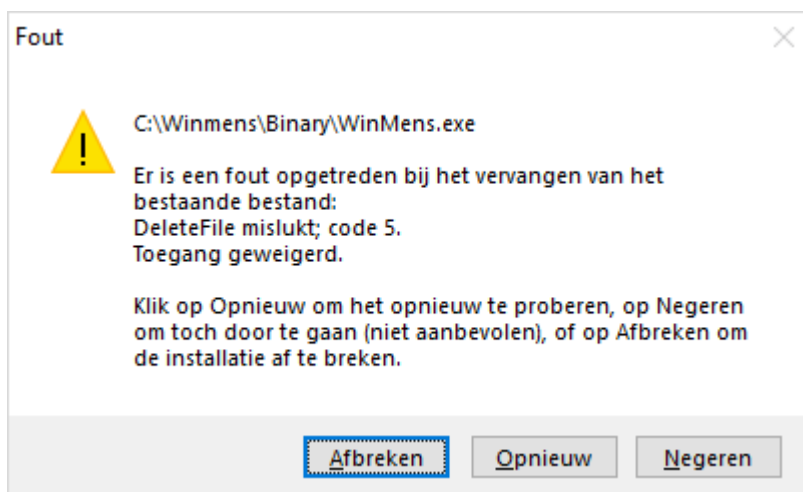 Fout
C:\Winmens\Binary\WinMens.exe
Er is een fout opgetreden bij het vervangen van het
bestaande bestand:
DeleteFile mislukt; code 5.
Toegang geweigerd.
Klik op Opnieuw om het opnieuw te proberen, op Negeren
om toch door te gaan (niet aanbevolen), of op Afbreken om
de installatie af te breken.
Afbreken
Opnieuw
Negeren